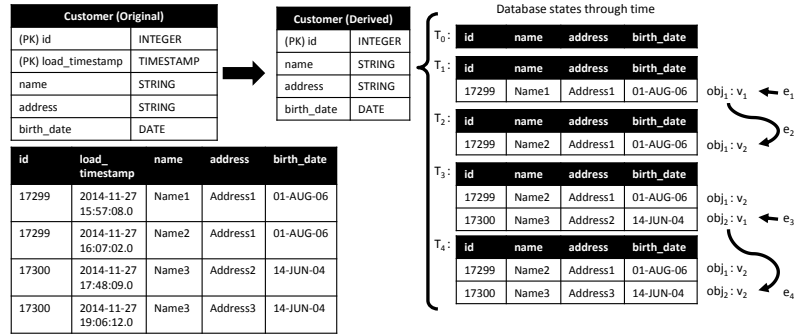 Customer (Original)
(PK) id INTEGER
(PK) load_timestamp TIMESTAMP
name STRING
address STRING
birth_date DATE
Customer (Derived)
(PK) id INTEGER
name STRING
address STRING
birth_date DATE
id load_timestamp name address birth_date
17299 2014-11-27 15:57:08.0 Name1 Address1 01-AUG-06
17299 2014-11-27 16:07:02.0 Name2 Address1 01-AUG-06
17300 2014-11-27 17:48:09.0 Name3 Address2 14-JUN-04
17300 2014-11-27 19:06:12.0 Name3 Address3 14-JUN-04
Database states through time
T0: id name address birth_date
T1: id name address birth_date
17299 Name1 Address1 01-AUG-06 obj1: v1 e1
T2: id name address birth_date
17299 Name2 Address1 01-AUG-06 obj1: v2 e2
T3: id name address birth_date
17299 Name2 Address1 01-AUG-06 obj1: v2
17300 Name3 Address2 14-JUN-04 obj2: v1 e3
T4: id name address birth_date
17299 Name2 Address1 01-AUG-06 obj1: v2
17300 Name3 Address3 14-JUN-04 obj2: v2 e4